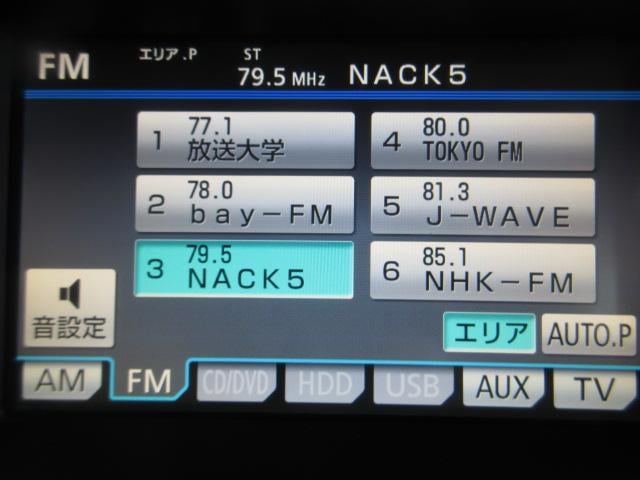 FM エリア.P ST 79.5 MHz NACK5
1 77.1 放送大学
2 78.0 bay-FM
3 79.5 NACK5
4 80.0 TOKYO FM
5 81.3 J-WAVE
6 85.1 NHK-FM
音設定
エリア AUTO.P
AM FM CD/DVD HDD USB AUX TV